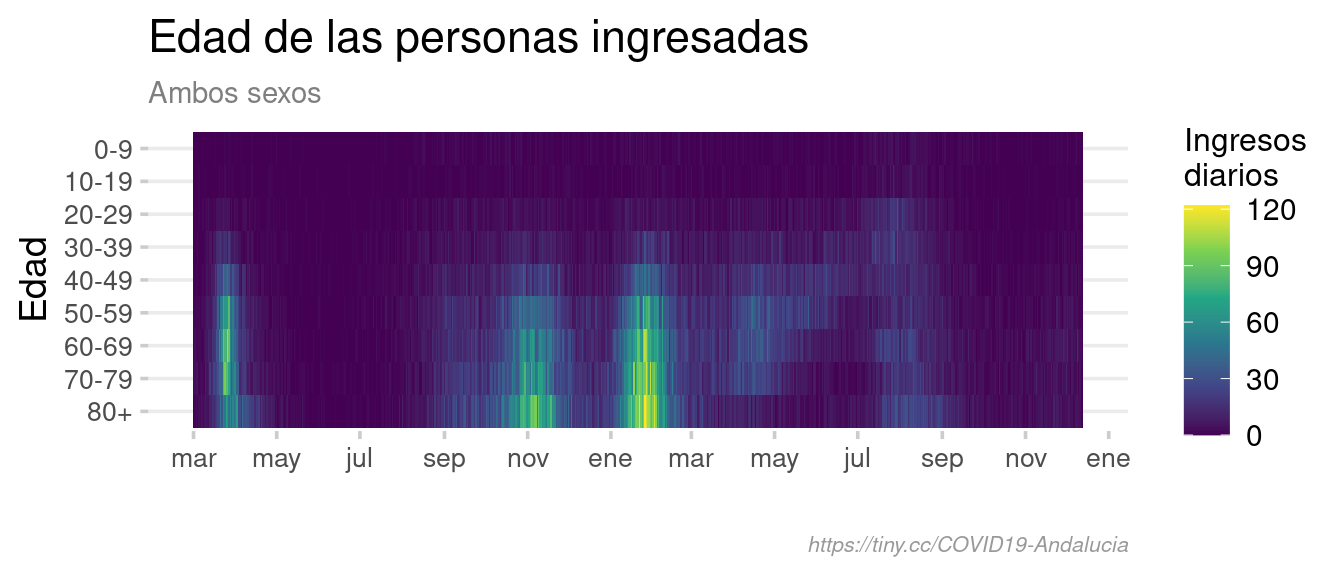 Edad de las personas ingresadas
Ambos sexos
Edad
0-9
10-19
20-29
30-39
40-49
50-59
60-69
70-79
80+
mar may jul sep nov ene mar may jul sep nov ene
Ingresos
diarios
120
90
60
30
0
https://tiny.cc/COVID19-Andalucia